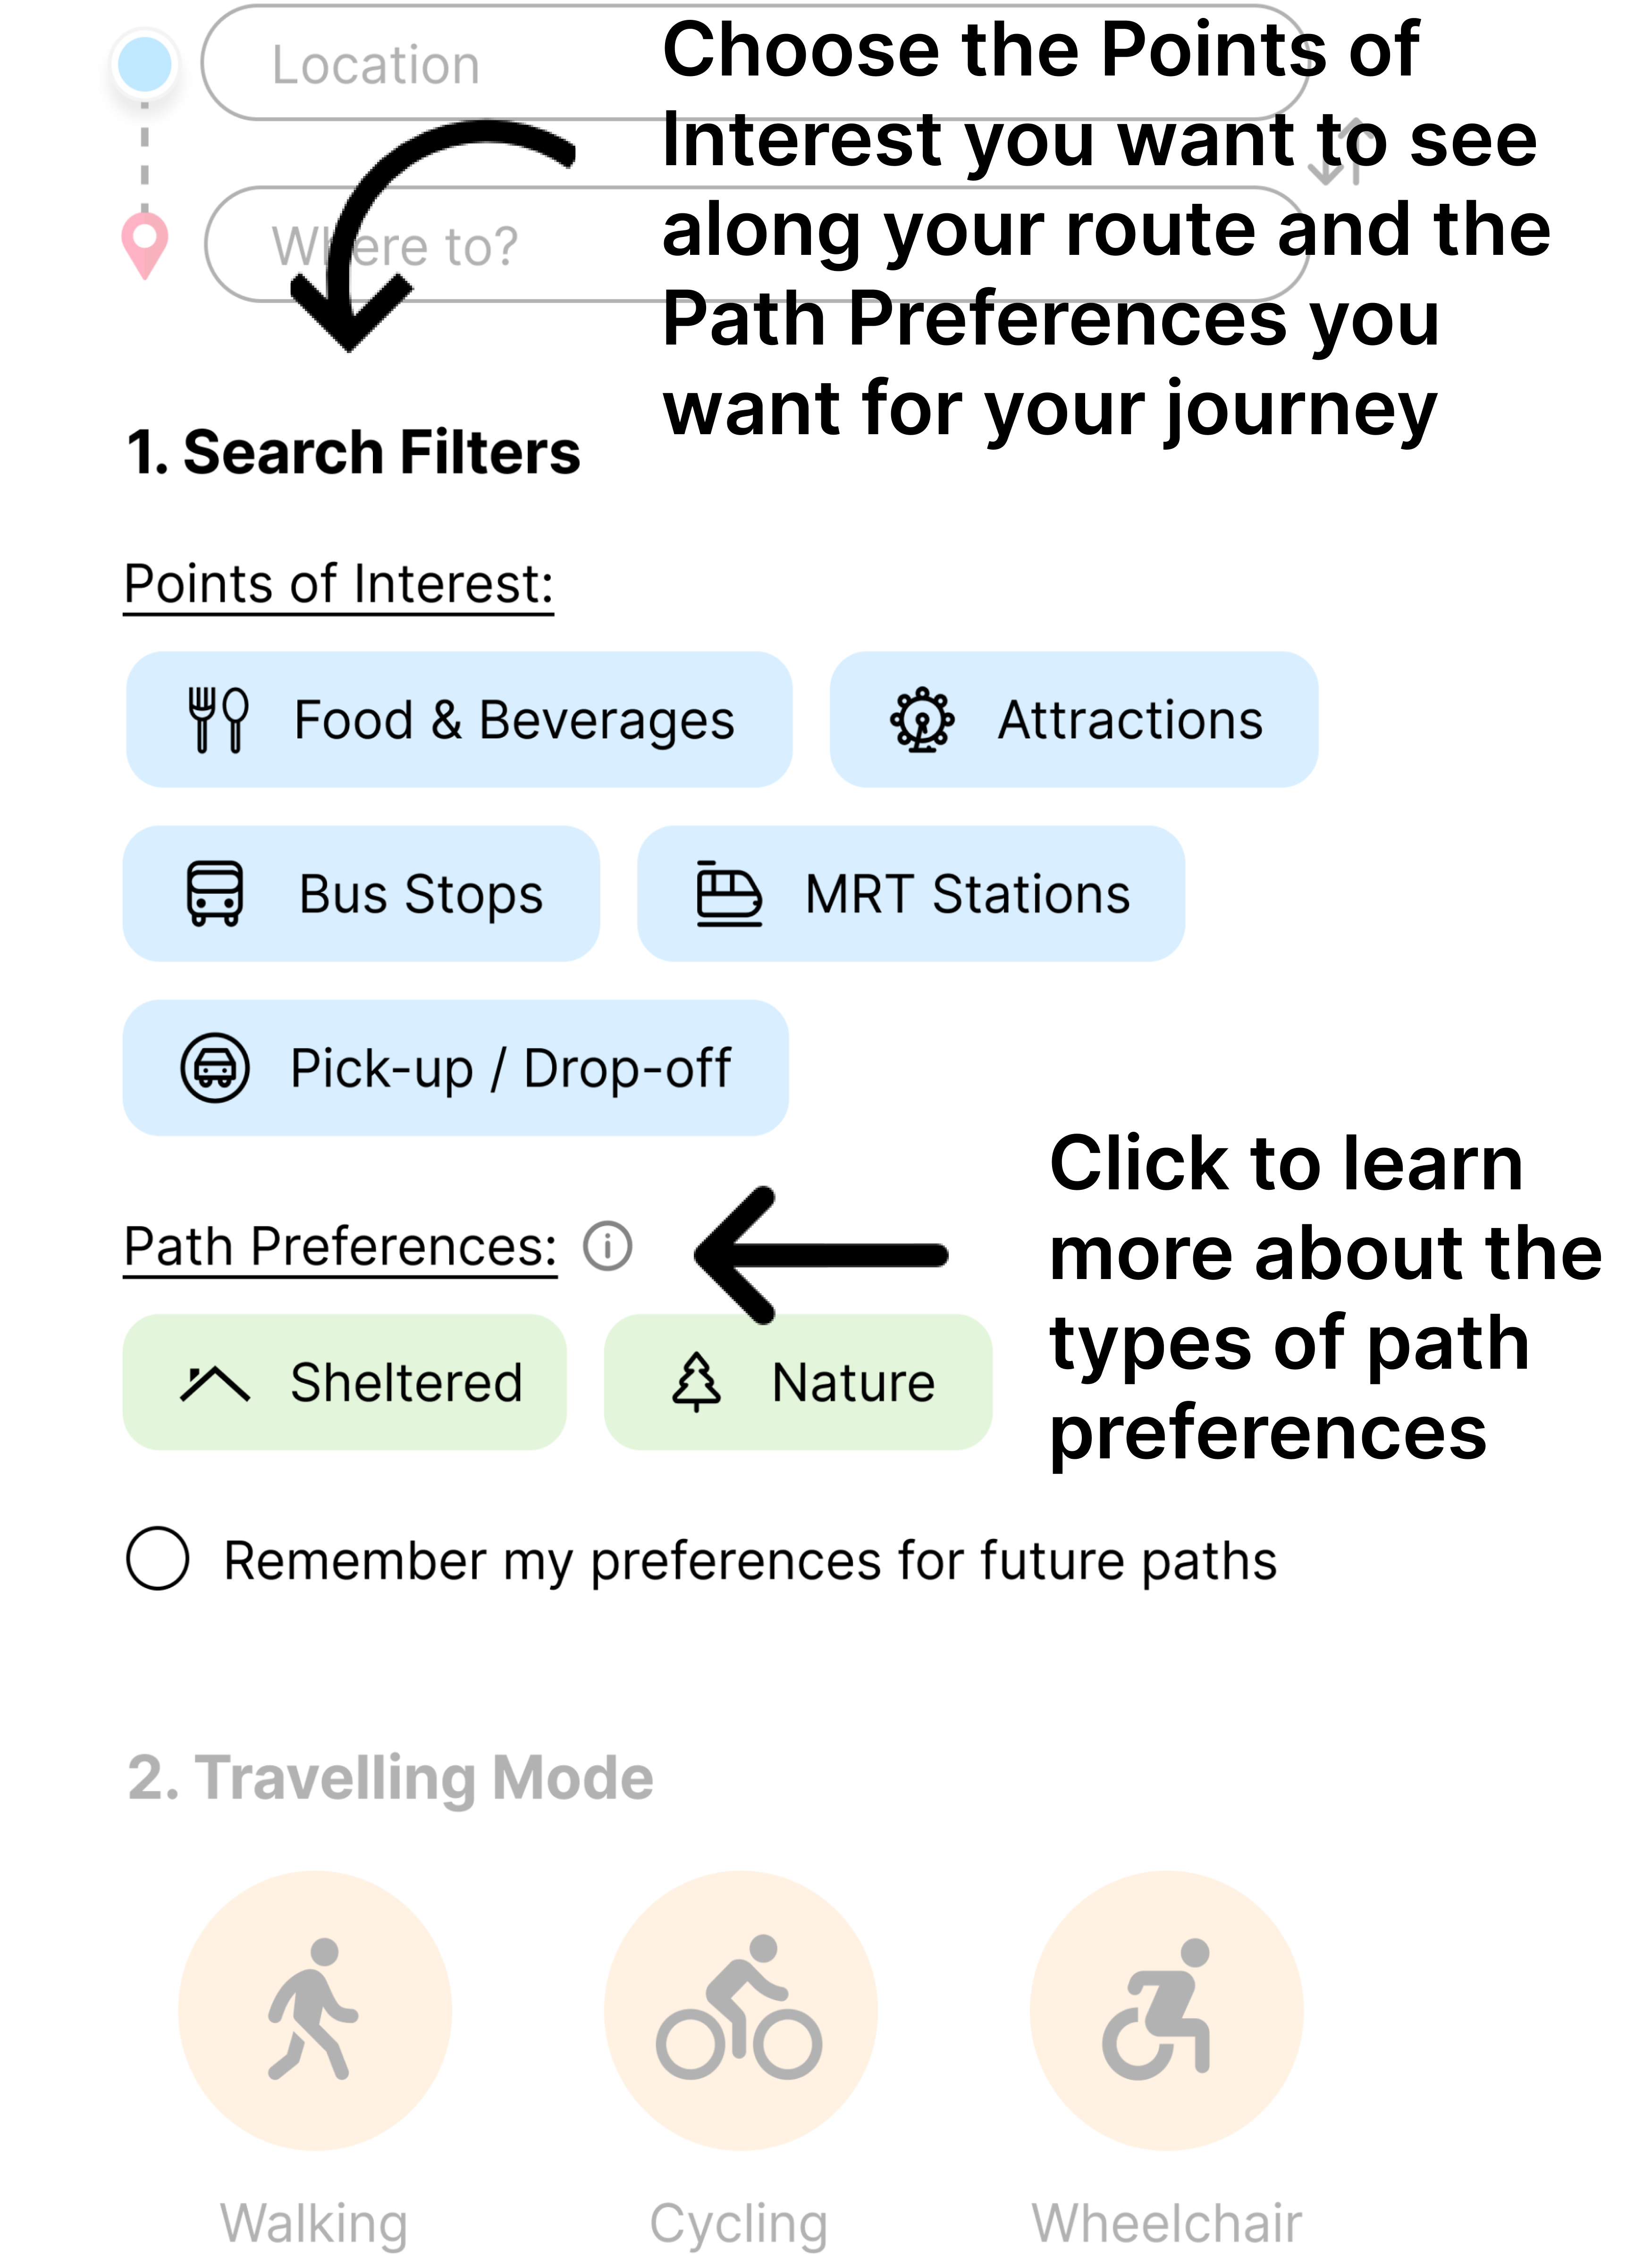 Location
Choose the Points of
Interest you want to see
along your route and the
Path Preferences you
want for your journey
Where to?
1. Search Filters
Points of Interest:
Food & Beverages
Attractions
Bus Stops
MRT Stations
Pick-up / Drop-off
Click to learn
more about the
types of path
preferences
Path Preferences:
Sheltered
Nature
Remember my preferences for future paths
2. Travelling Mode
Walking
Cycling
Wheelchair